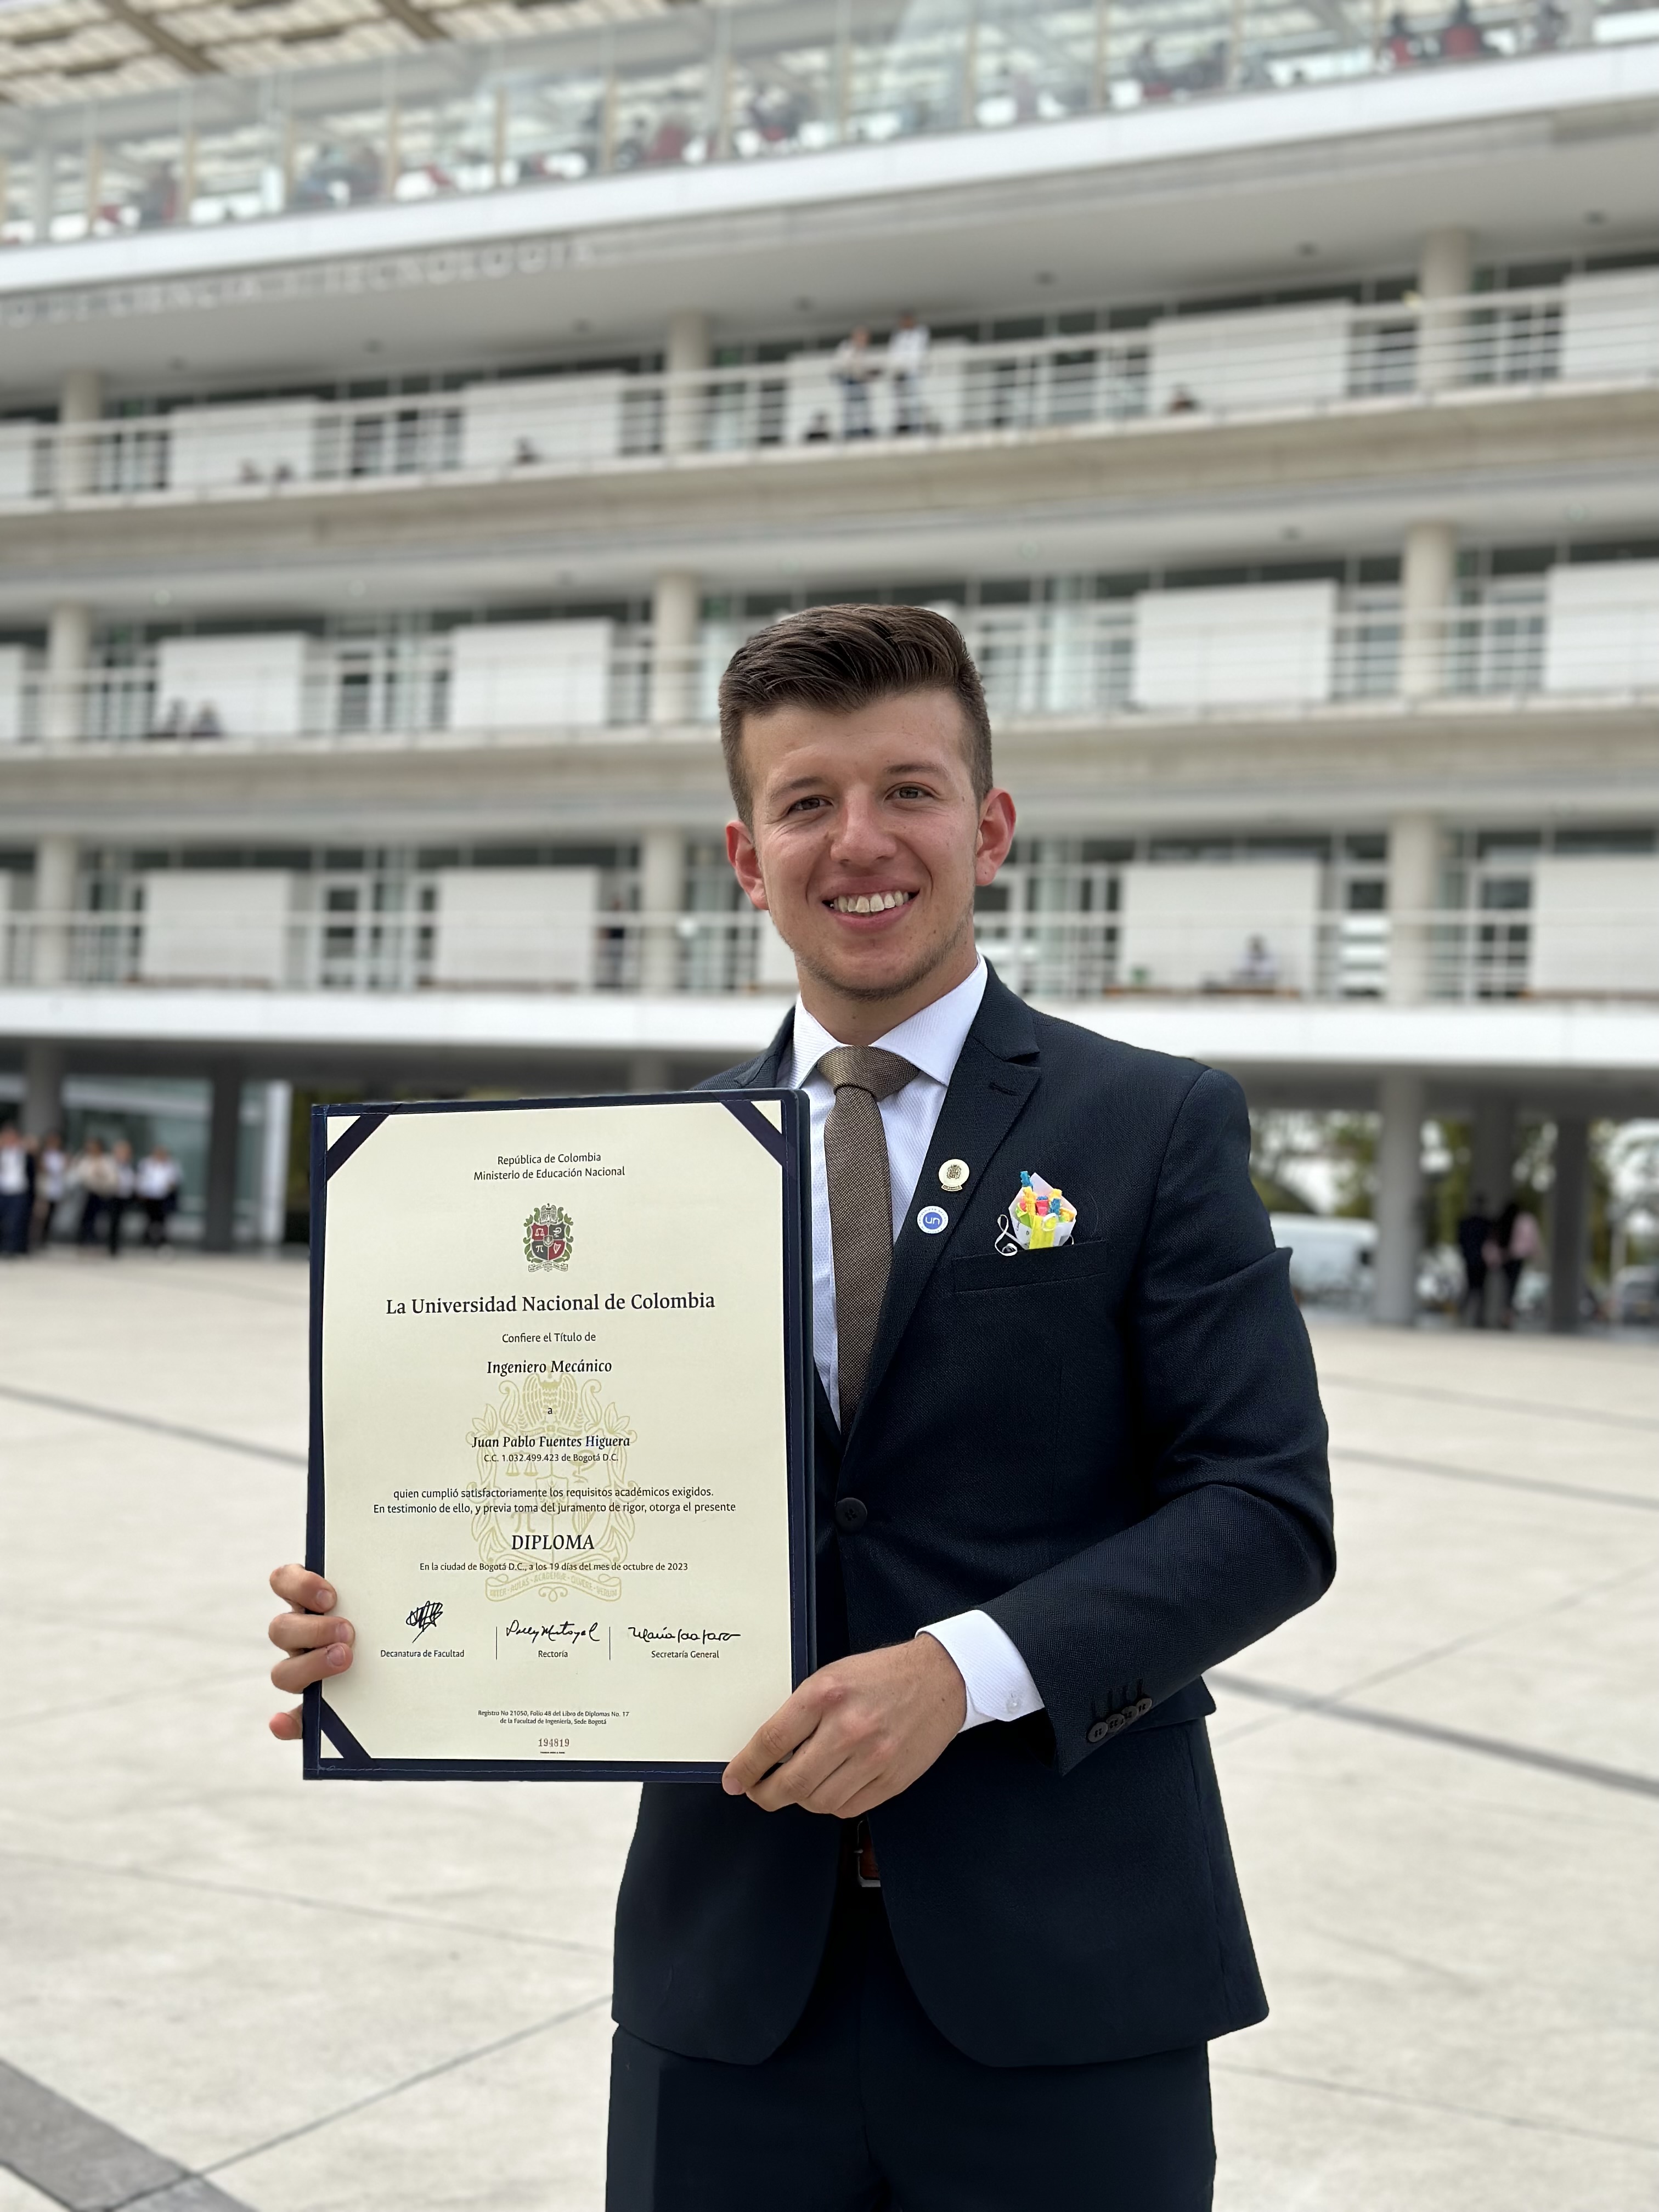 DE CIENCIA Y TECNOLOGÍA
República de Colombia
Ministerio de Educación Nacional
La Universidad Nacional de Colombia
Confiere el Título de
Ingeniero Mecánico
a
Juan Pablo Fuentes Higuera
C.C. 1.032.499.423 de Bogotá D.C.
quien cumplió satisfactoriamente los requisitos académicos exigidos.
En testimonio de ello, y previa toma del juramento de rigor, otorga el presente
DIPLOMA
En la ciudad de Bogotá D.C., a los 19 días del mes de octubre de 2023
Decanatura de Facultad
Rectoría
Secretaría General
Registro No 21050, Folio 48 del Libro de Diplomas No. 17
de la Facultad de Ingeniería, Sede Bogotá
194819
un